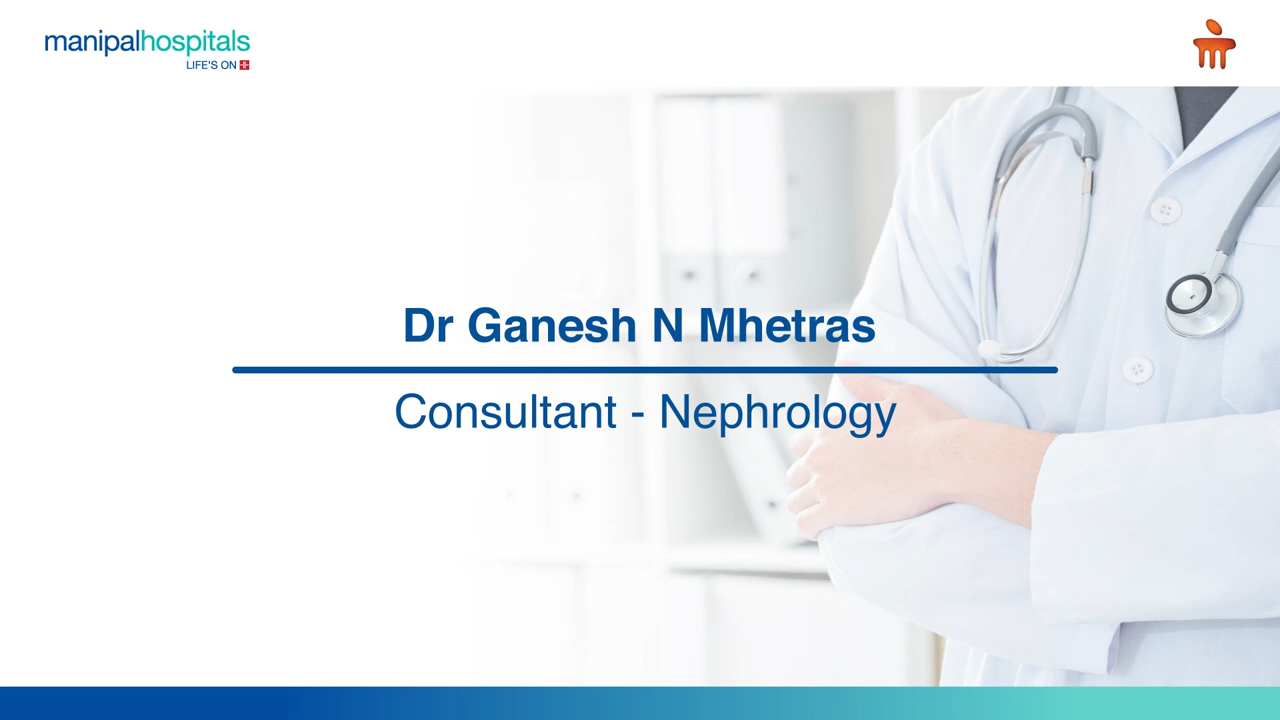 manipalhospitals
LIFE'S ON
Dr Ganesh N Mhetras
Consultant - Nephrology